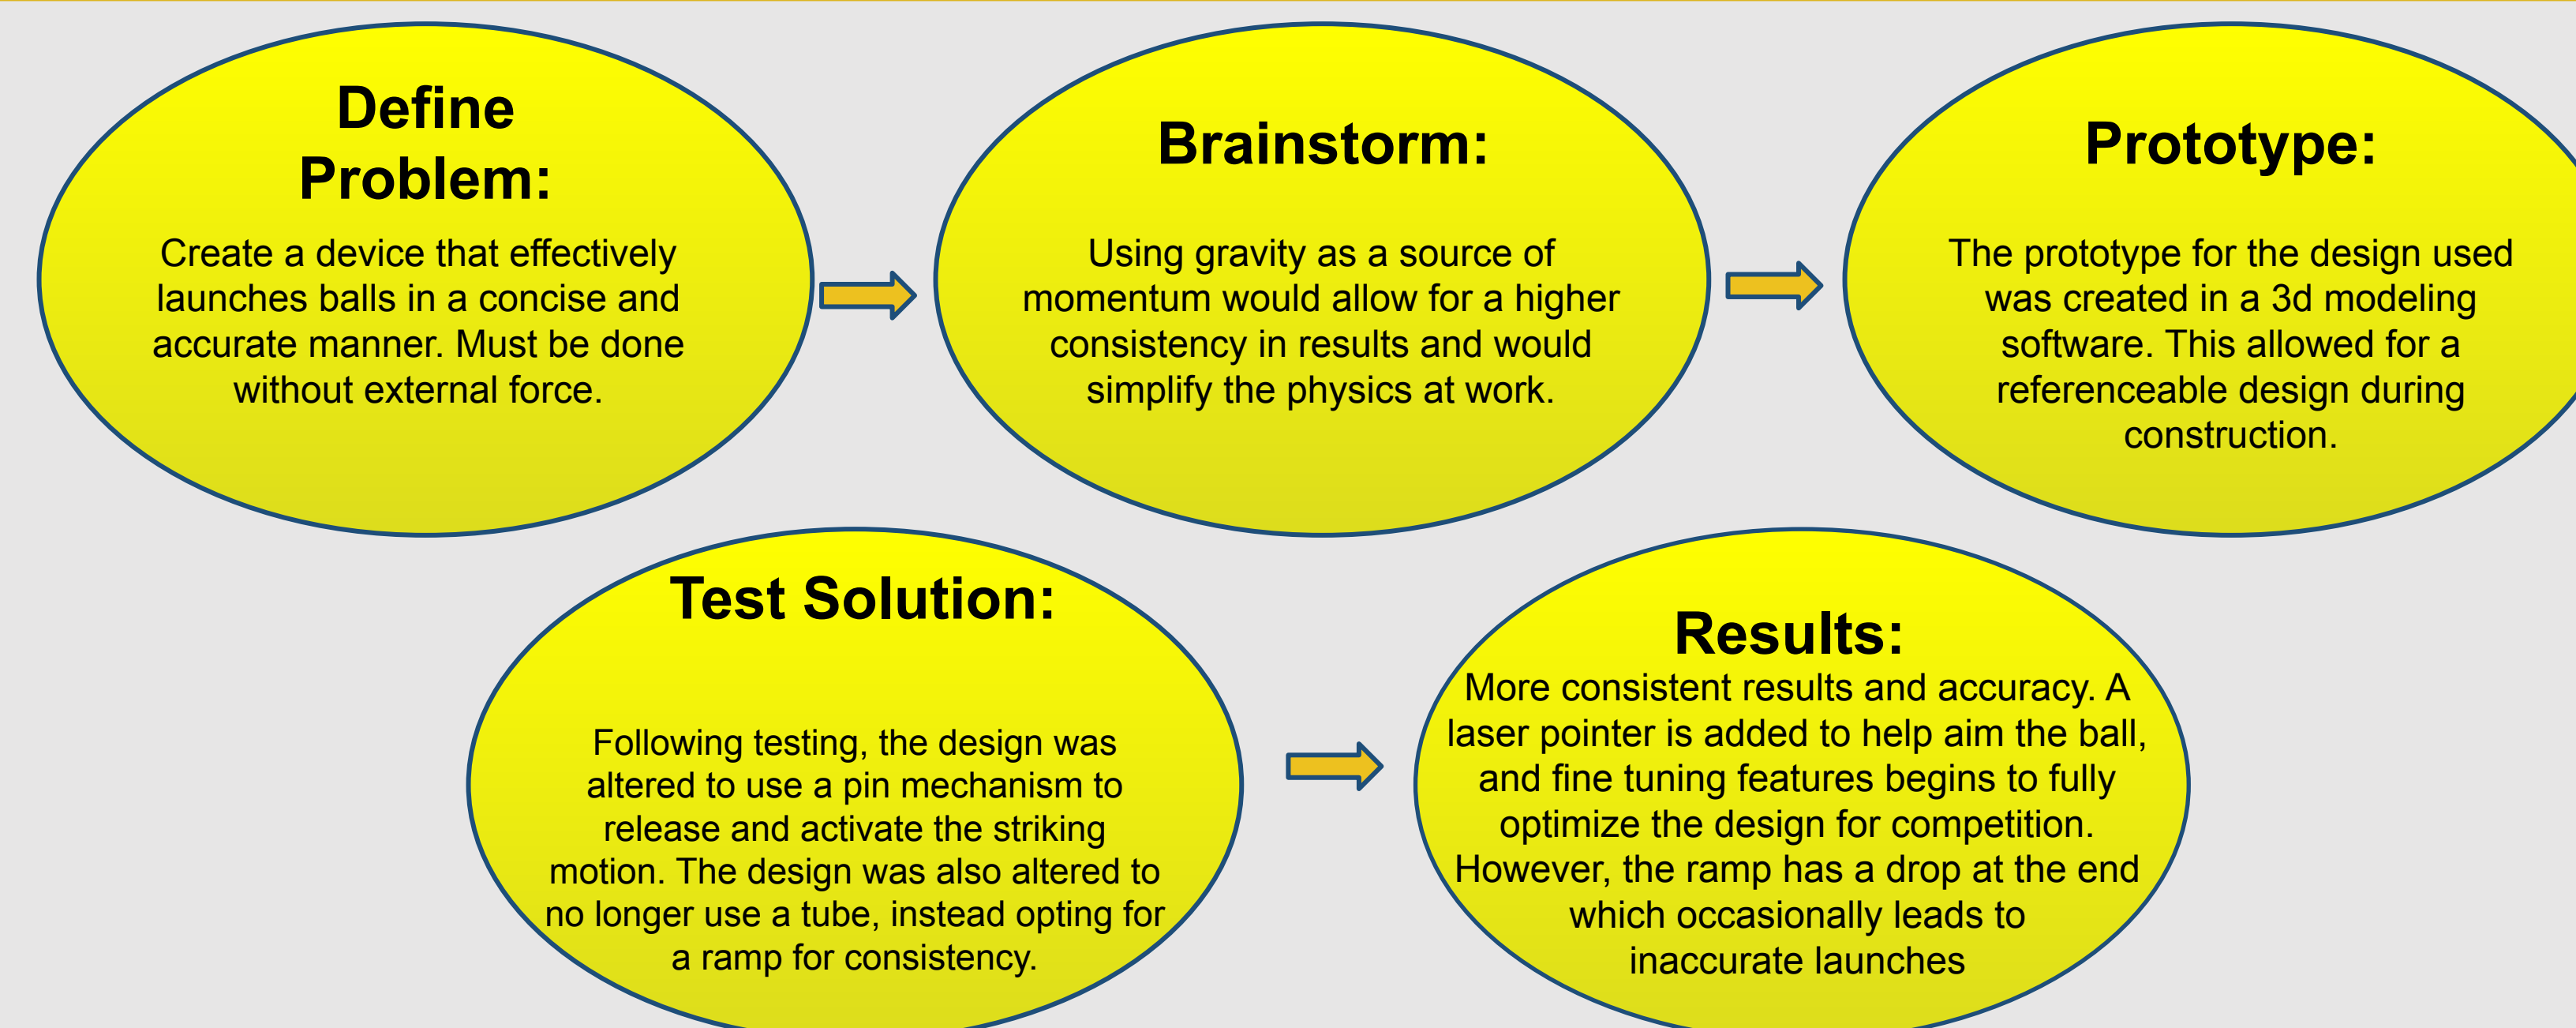 Define
Problem:
Create a device that effectively
launches balls in a concise and
accurate manner. Must be done
without external force.
Brainstorm:
Using gravity as a source of
momentum would allow for a higher
consistency in results and would
simplify the physics at work.
Prototype:
The prototype for the design used
was created in a 3d modeling
software. This allowed for a
referenceable design during
construction.
Test Solution:
Following testing, the design was
altered to use a pin mechanism to
release and activate the striking
motion. The design was also altered to
no longer use a tube, instead opting for
a ramp for consistency.
Results:
More consistent results and accuracy. A
laser pointer is added to help aim the ball,
and fine tuning features begins to fully
optimize the design for competition.
However, the ramp has a drop at the end
which occasionally leads to
inaccurate launches